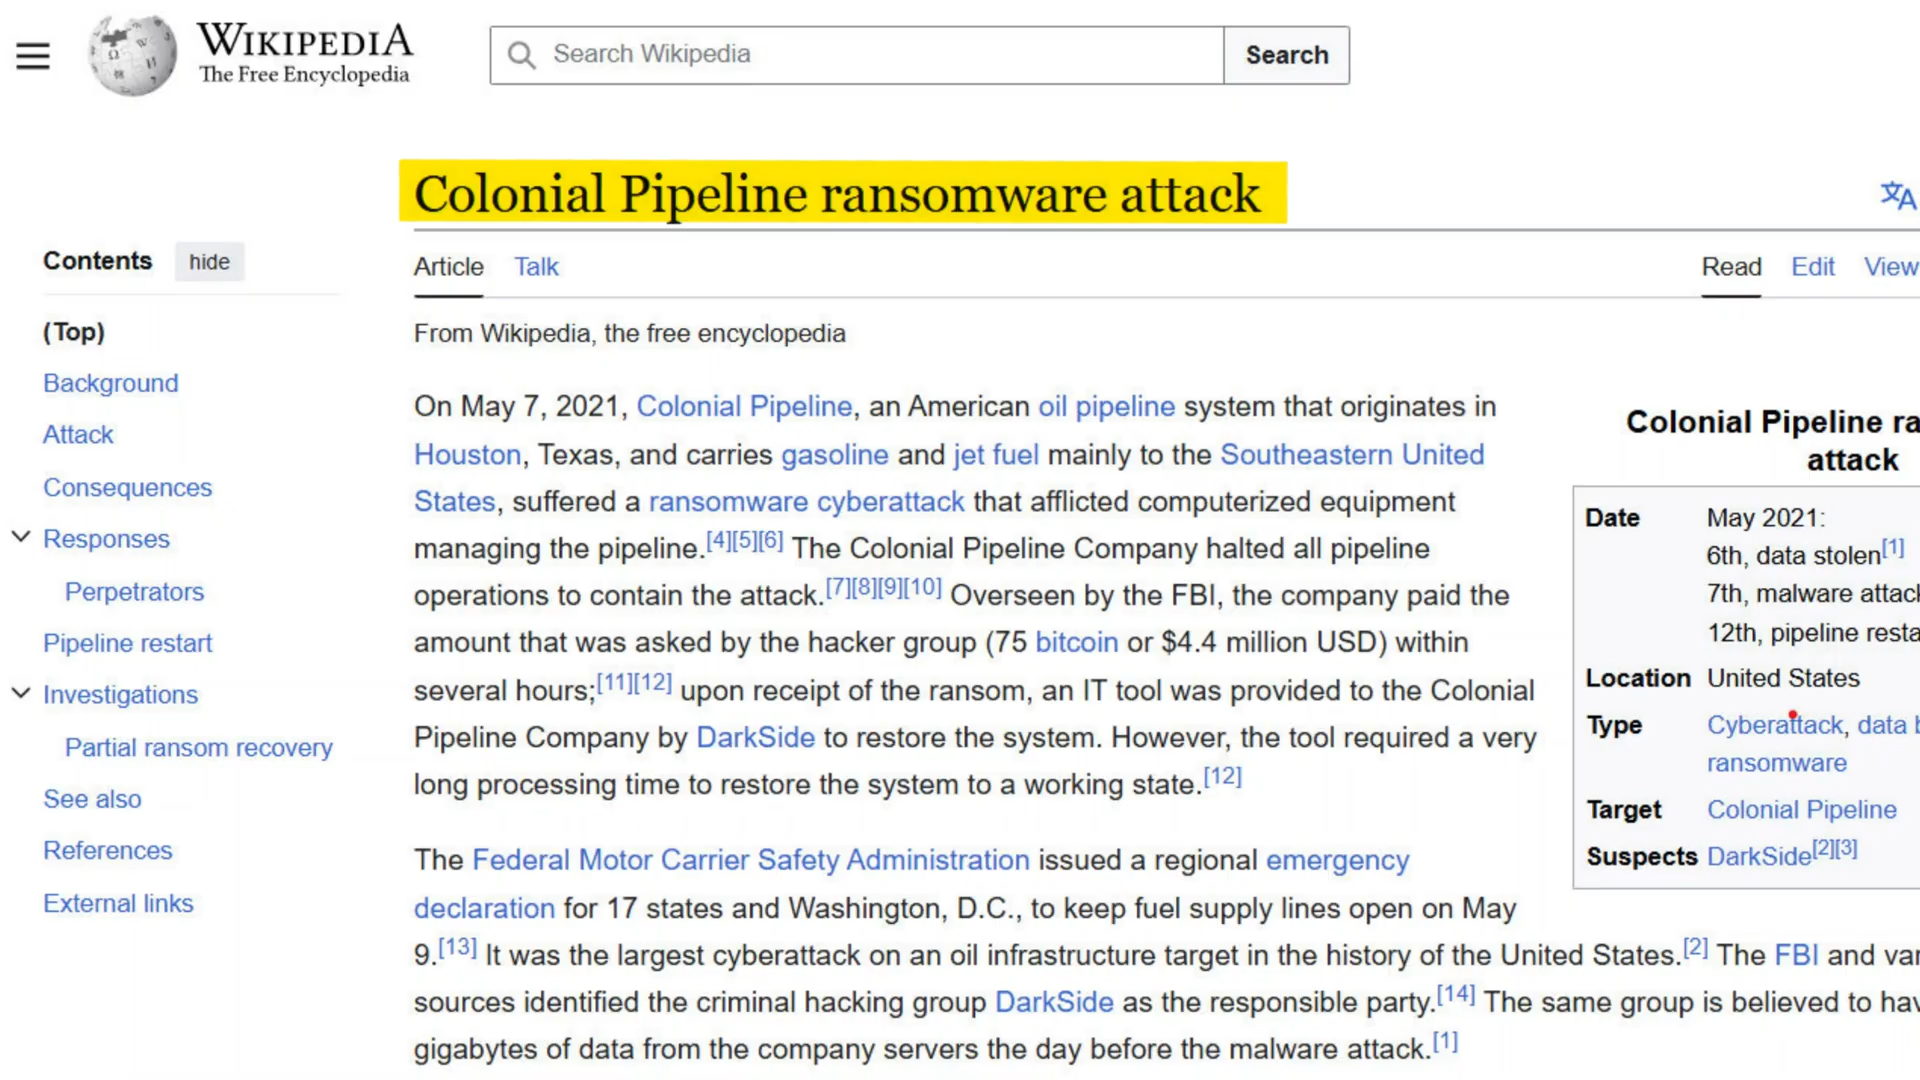 WIKIPEDIA
The Free Encyclopedia
Search Wikipedia
Search
Colonial Pipeline ransomware attack
Contents hide
(Top)
Background
Attack
Consequences
Responses
Perpetrators
Pipeline restart
Investigations
Partial ransom recovery
See also
References
External links
Article Talk
Read Edit View
From Wikipedia, the free encyclopedia
On May 7, 2021, Colonial Pipeline, an American oil pipeline system that originates in
Houston, Texas, and carries gasoline and jet fuel mainly to the Southeastern United
States, suffered a ransomware cyberattack that afflicted computerized equipment
managing the pipeline.[4][5][6] The Colonial Pipeline Company halted all pipeline
operations to contain the attack.[7][8][9][10] Overseen by the FBI, the company paid the
amount that was asked by the hacker group (75 bitcoin or $4.4 million USD) within
several hours;[11][12] upon receipt of the ransom, an IT tool was provided to the Colonial
Pipeline Company by DarkSide to restore the system. However, the tool required a very
long processing time to restore the system to a working state.[12]
The Federal Motor Carrier Safety Administration issued a regional emergency
declaration for 17 states and Washington, D.C., to keep fuel supply lines open on May
9.[13] It was the largest cyberattack on an oil infrastructure target in the history of the United States.[2] The FBI and var
sources identified the criminal hacking group DarkSide as the responsible party.[14] The same group is believed to hav
gigabytes of data from the company servers the day before the malware attack.[1]
Colonial Pipeline ra
attack
Date May 2021:
6th, data stolen[1]
7th, malware attack
12th, pipeline resta
Location United States
Type Cyberattack, data b
ransomware
Target Colonial Pipeline
Suspects DarkSide[2][3]